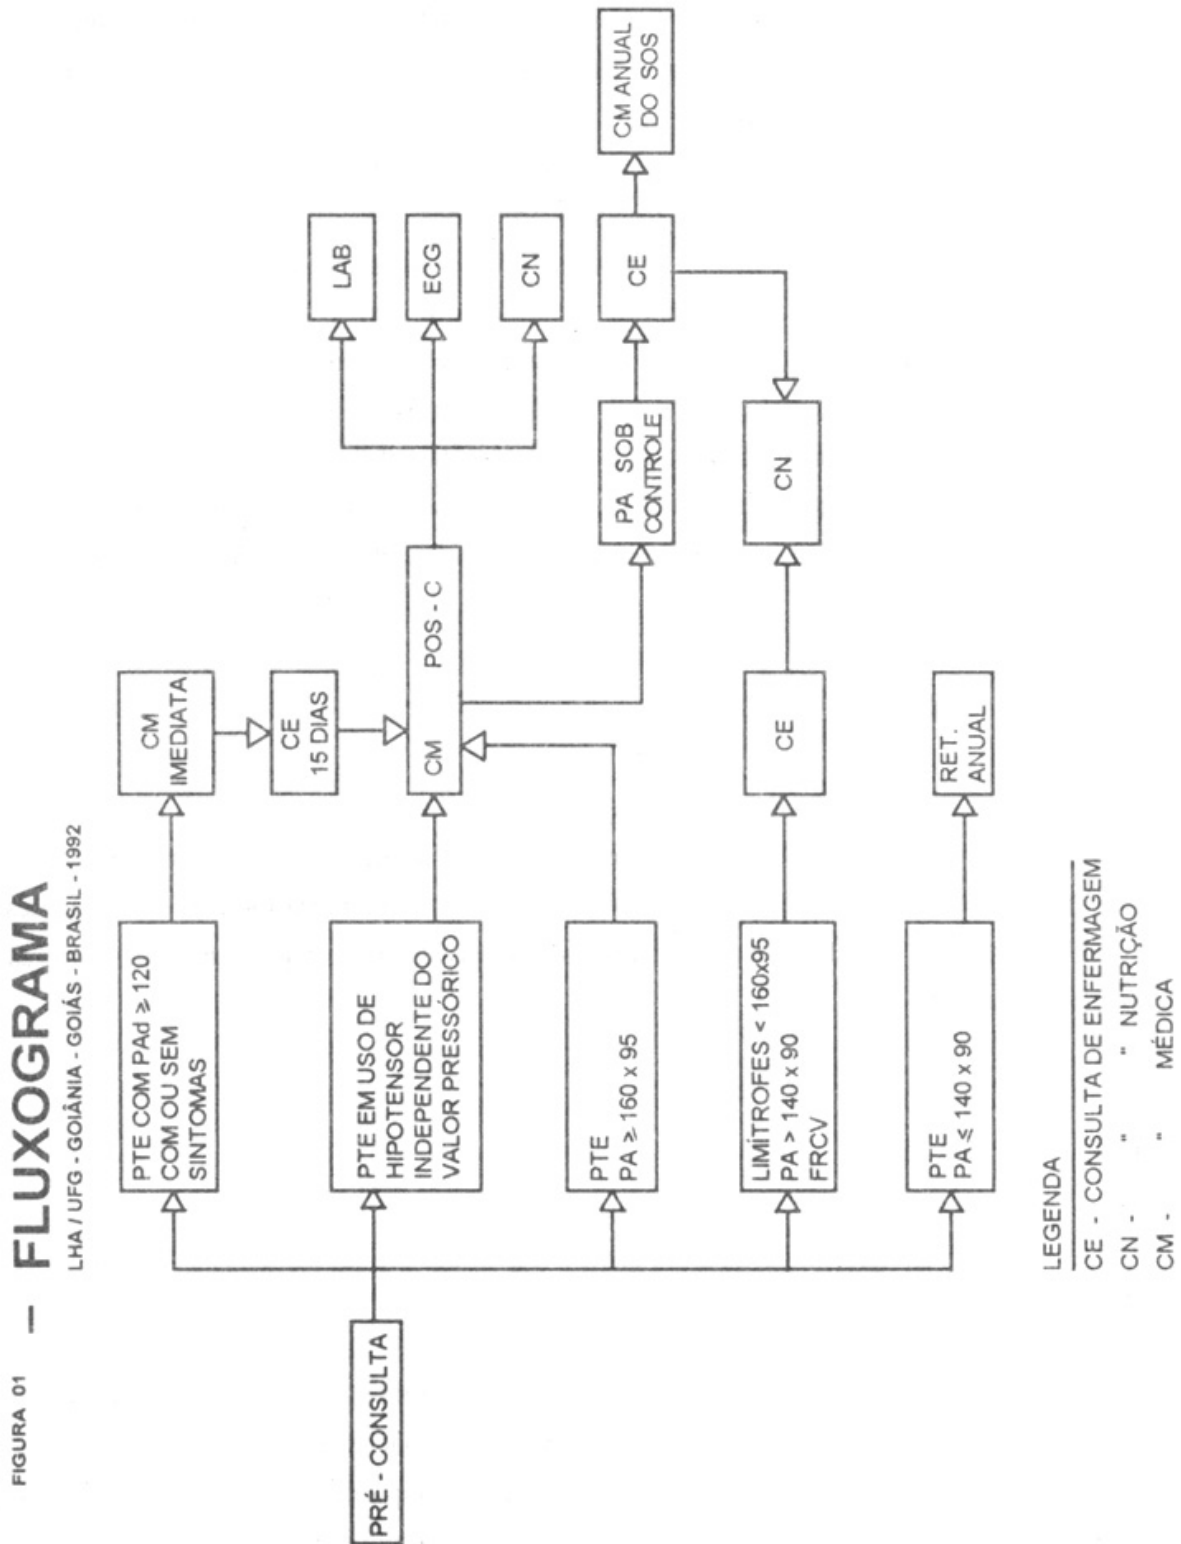 FIGURA 01 — FLUXOGRAMA
LHA / UFG - GOIÂNIA - GOIÁS - BRASIL - 1992
PRÉ - CONSULTA
PTE COM PAd ≥ 120
COM OU SEM
SINTOMAS
CM
IMEDIATA
CE
15 DIAS
PTE EM USO DE
HIPOTENSOR
INDEPENDENTE DO
VALOR PRESSÓRICO
CM POS - C
LAB
ECG
CN
PTE
PA ≥ 160 x 95
PA SOB
CONTROLE
CE
CM ANUAL
DO SOS
LIMÍTROFES < 160x95
PA > 140 x 90
FRCV
CE
CN
PTE
PA ≤ 140 x 90
RET.
ANUAL
LEGENDA
CE - CONSULTA DE ENFERMAGEM
CN - " " NUTRIÇÃO
CM - " MÉDICA